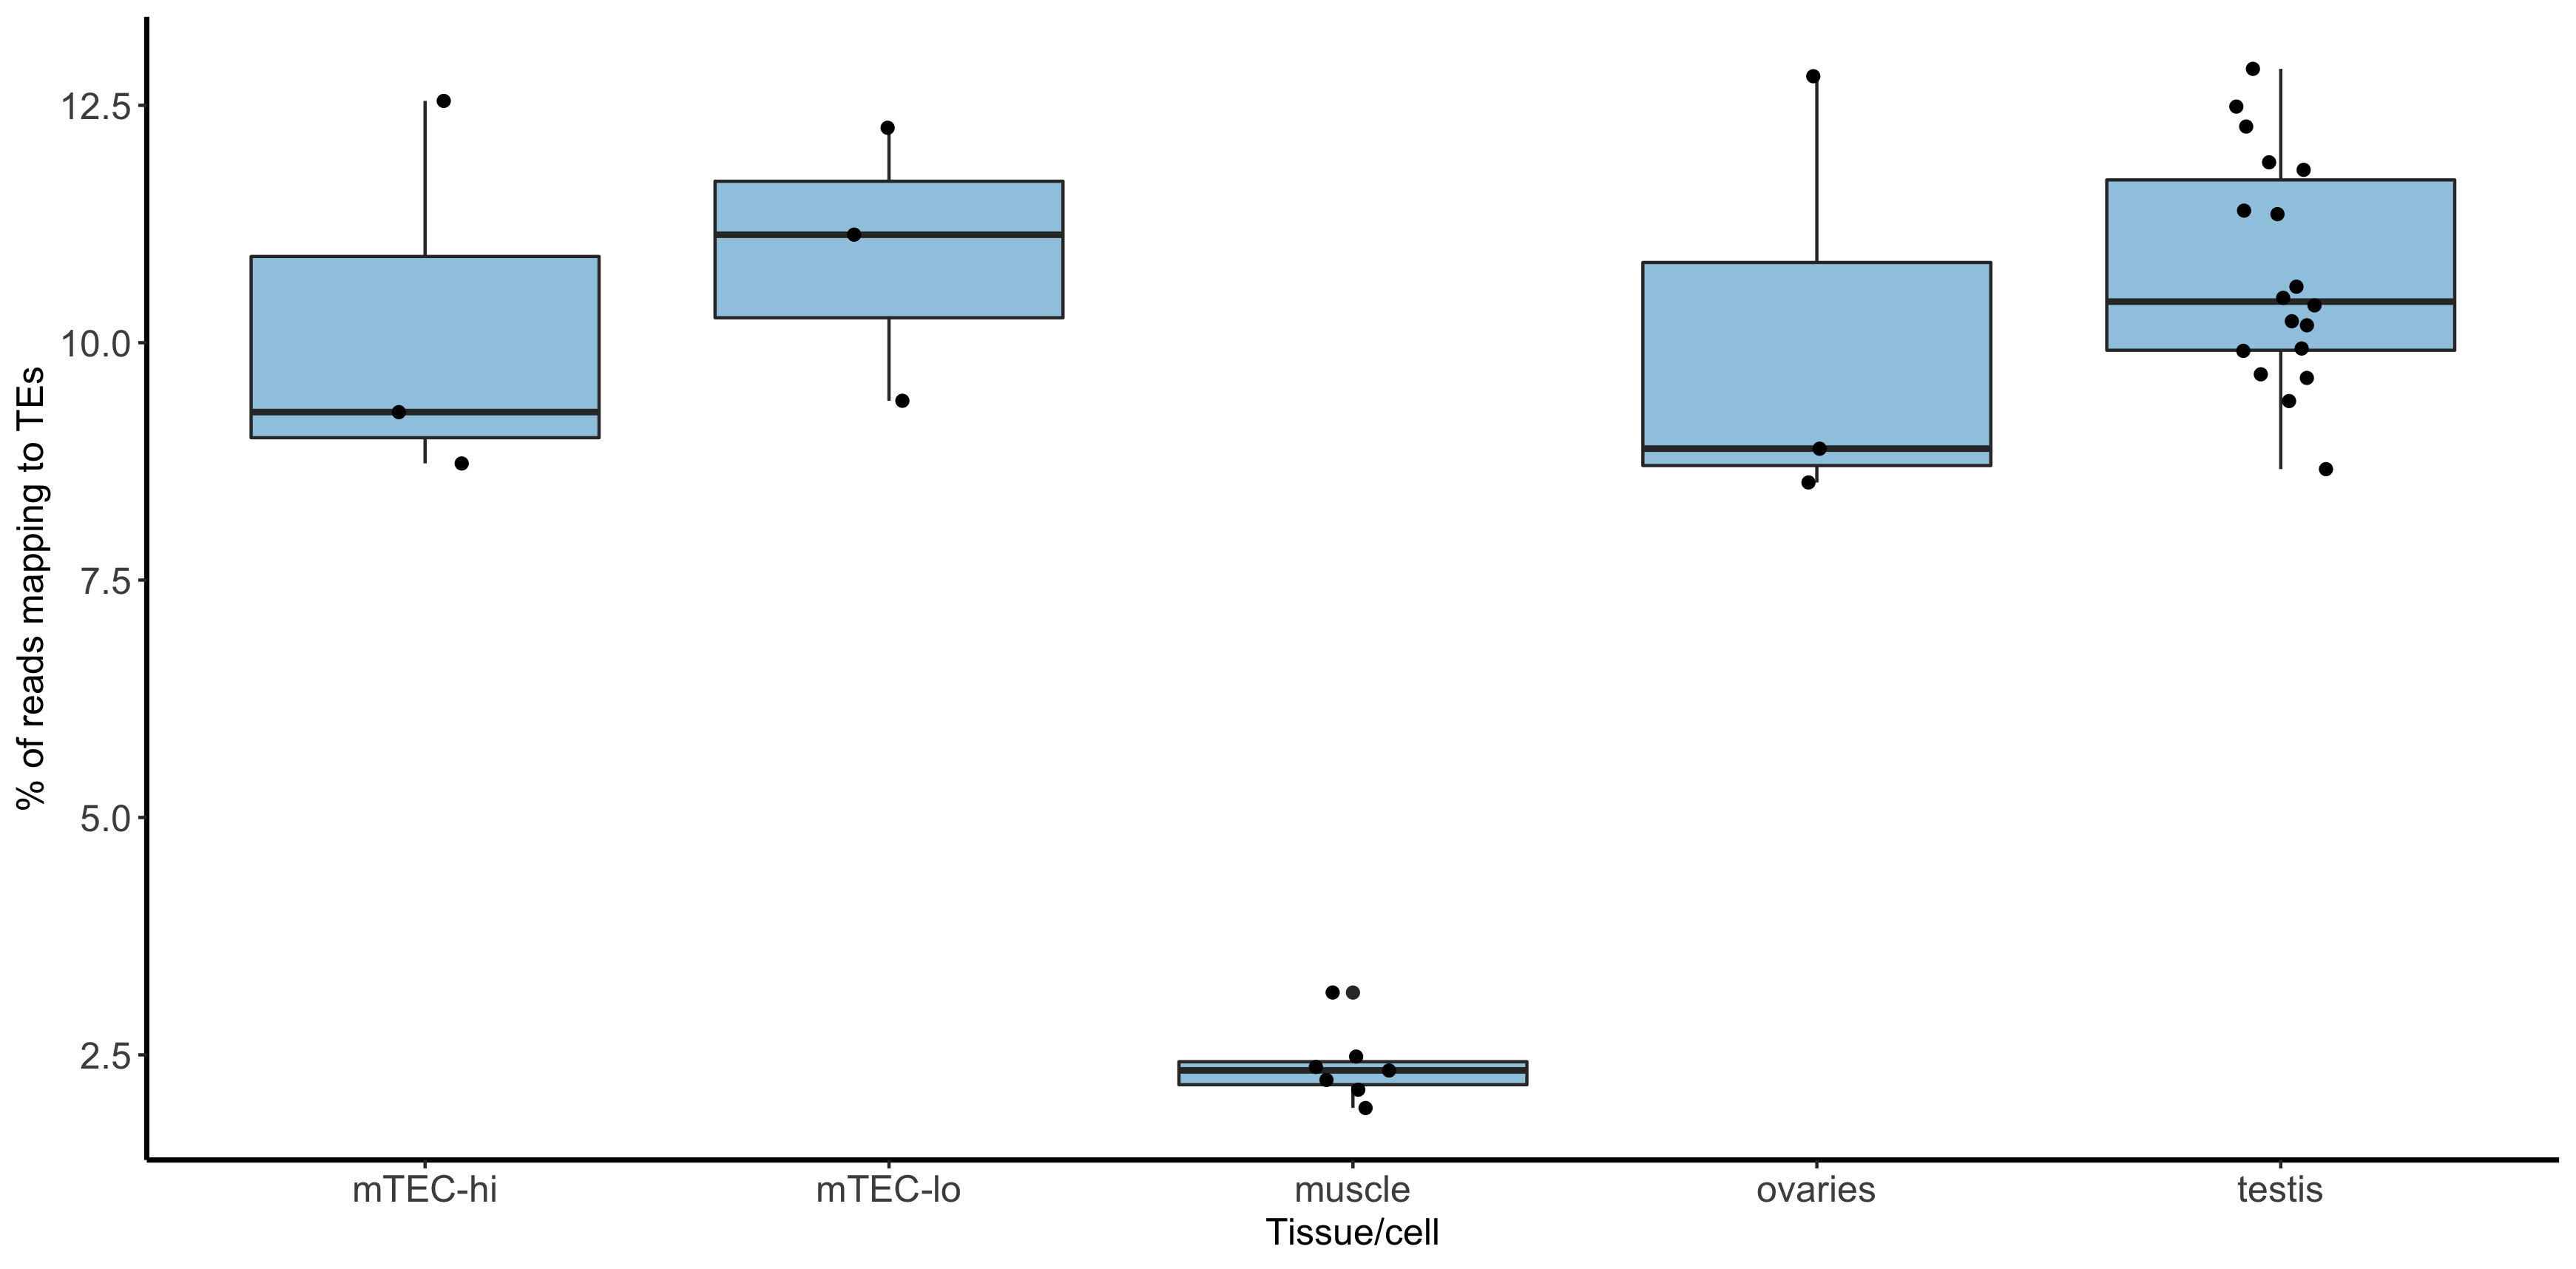 % of reads mapping to TEs
12.5
10.0
7.5
5.0
2.5
mTEC-hi
mTEC-lo
muscle
ovaries
testis
Tissue/cell